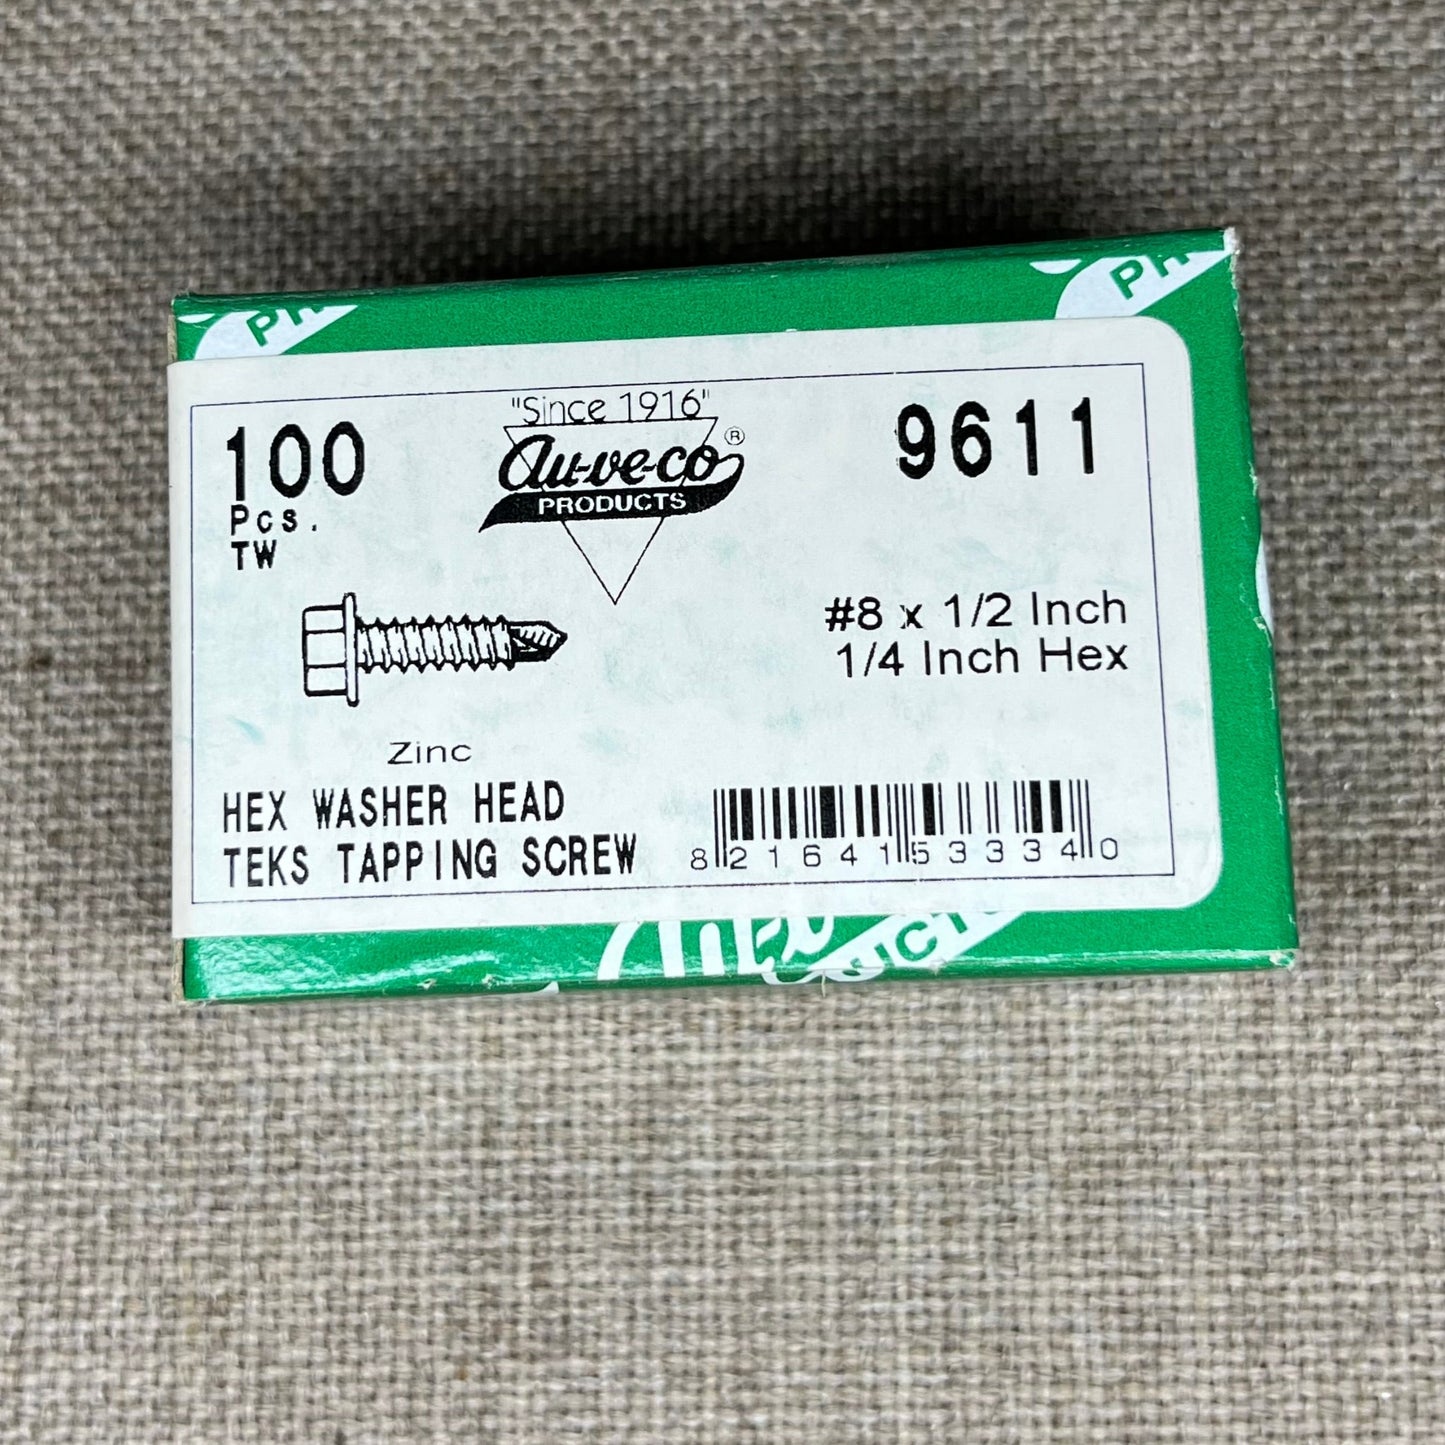 "Since 1916"
100
Pcs.
TW
Au-ve-co®
PRODUCTS
9611
#8 x 1/2 Inch
1/4 Inch Hex
Zinc
HEX WASHER HEAD
TEKS TAPPING SCREW
8 21641 53334 0